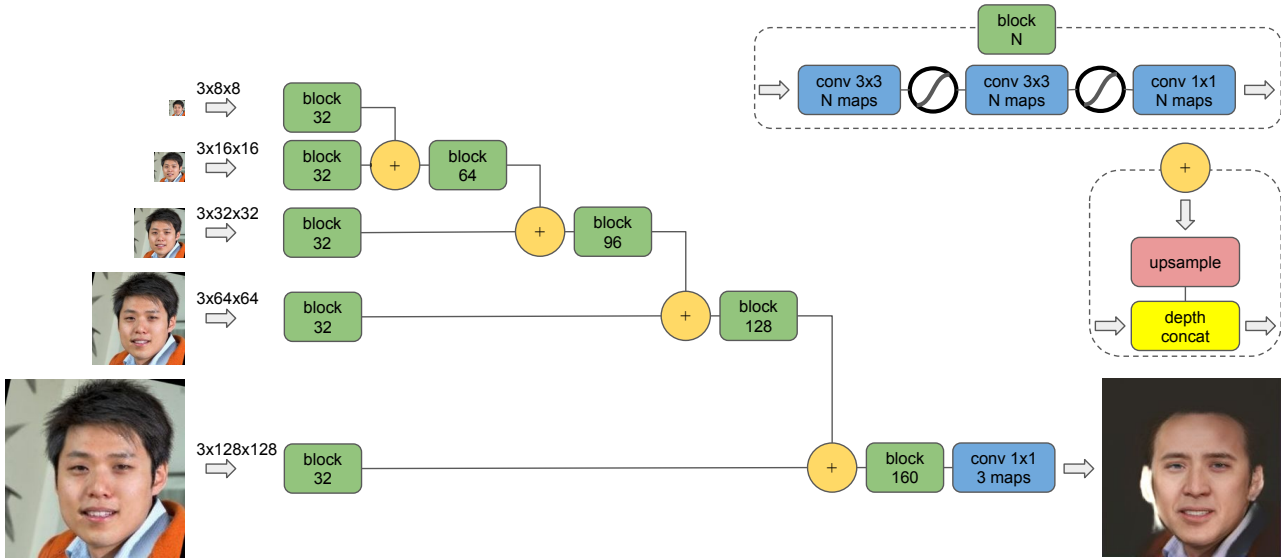 block
N
conv 3x3
N maps
conv 3x3
N maps
conv 1x1
N maps
3x8x8
block
32
3x16x16
block
32
+
block
64
+
3x32x32
block
32
+
block
96
upsample
3x64x64
block
32
+
block
128
depth
concat
3x128x128
block
32
+
block
160
conv 1x1
3 maps